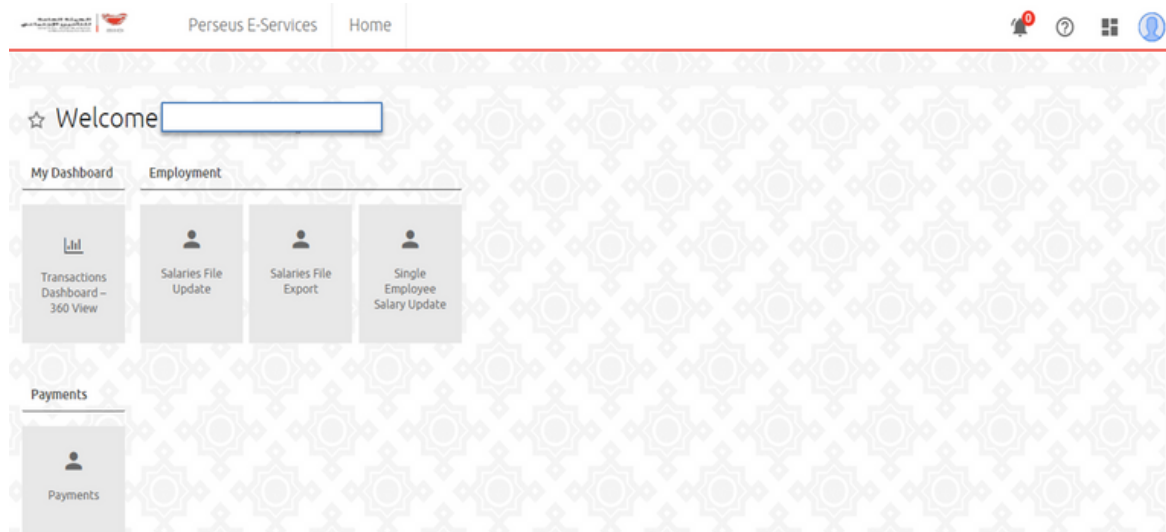 Perseus E-Services
Home
0
Welcome
My Dashboard
Employment
Transactions
Dashboard –
360 View
Salaries File
Update
Salaries File
Export
Single
Employee
Salary Update
Payments
Payments